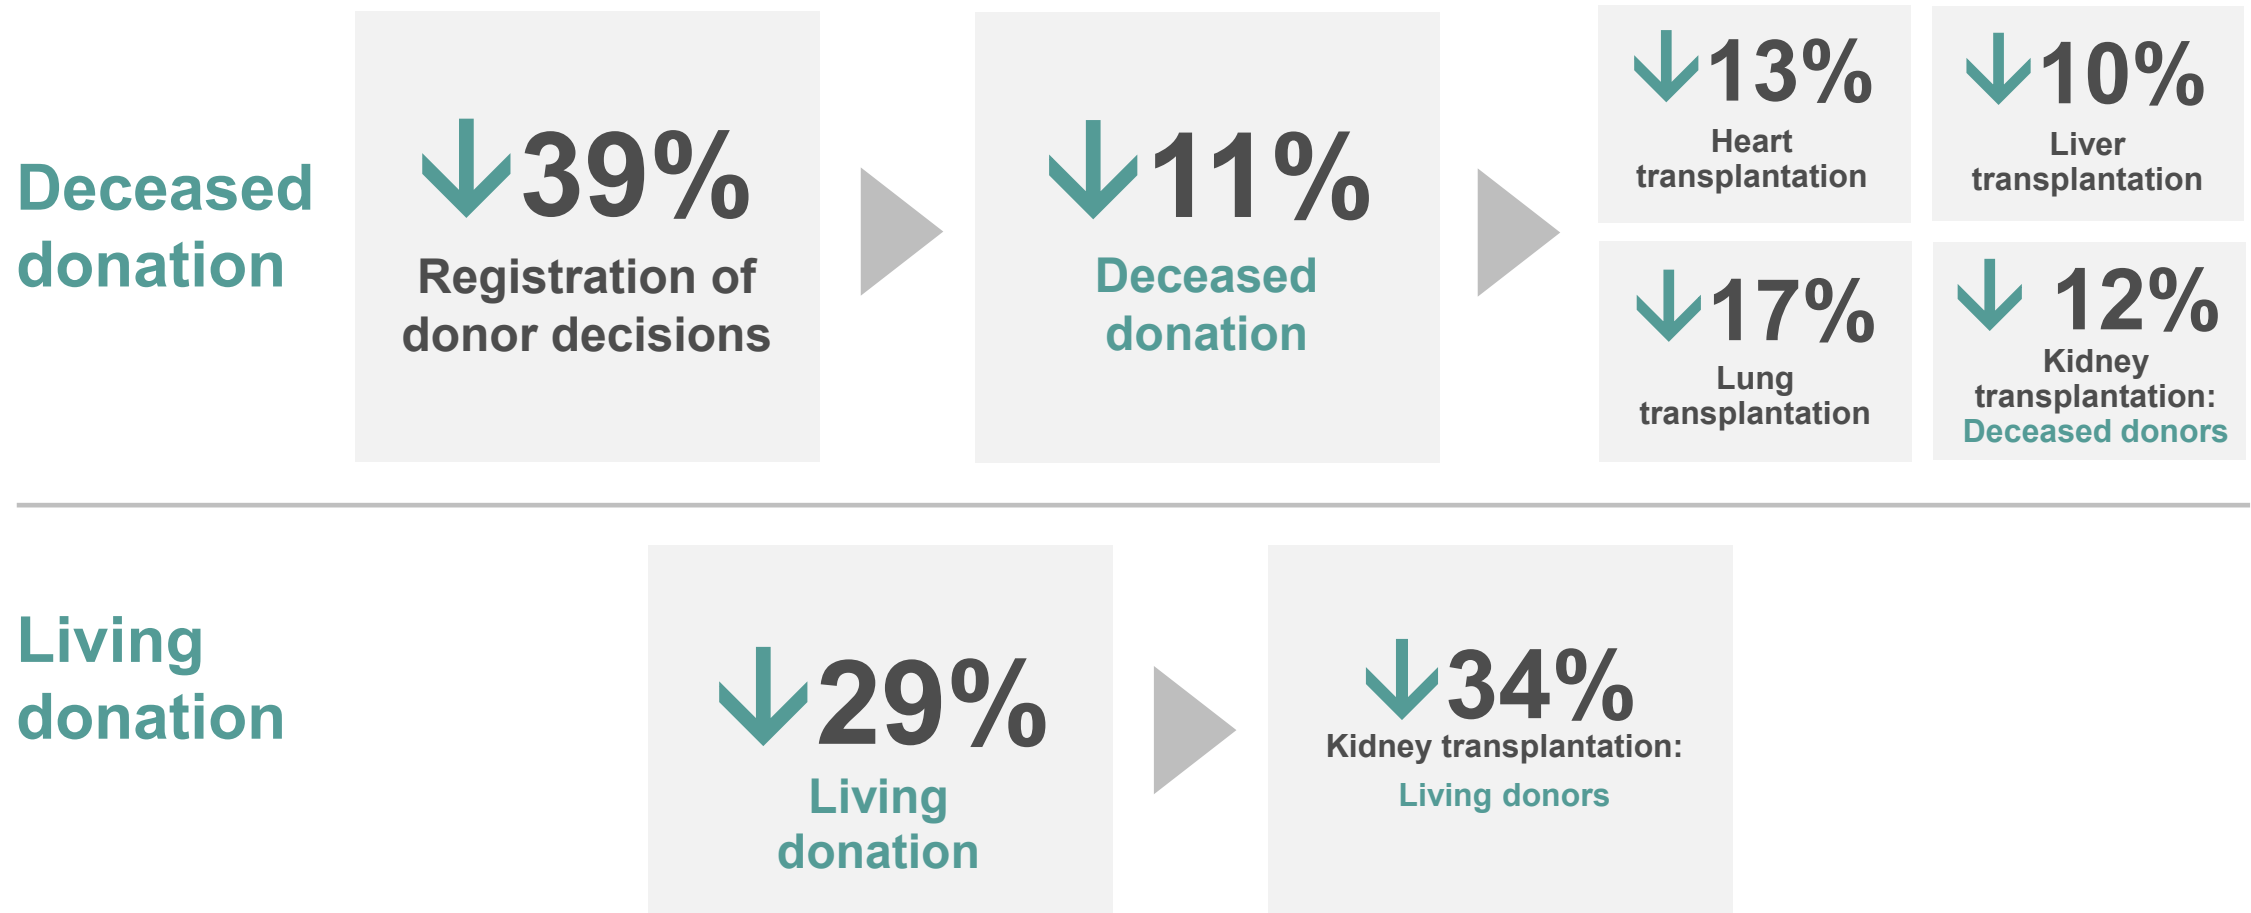 Deceased
donation
↓39%
Registration of
donor decisions
↓11%
Deceased
donation
↓13%
Heart
transplantation
↓10%
Liver
transplantation
↓17%
Lung
transplantation
↓ 12%
Kidney
transplantation:
Deceased donors
Living
donation
↓29%
Living
donation
↓34%
Kidney transplantation:
Living donors